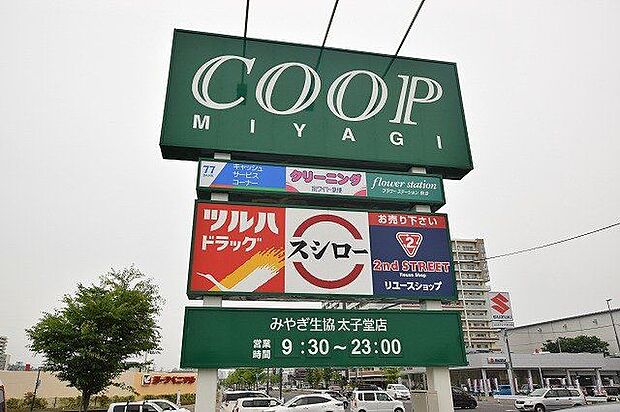 COOP
MIYAGI
77
キャッシュ
サービス
コーナー
クリーニング
flower station
ツルハ
ドラッグ
スシロー
お売り下さい
2
2nd STREET
Reuse Shop
リユースショップ
みやぎ生協 太子堂店
営業
時間
9:30~23:00
SUZUKI